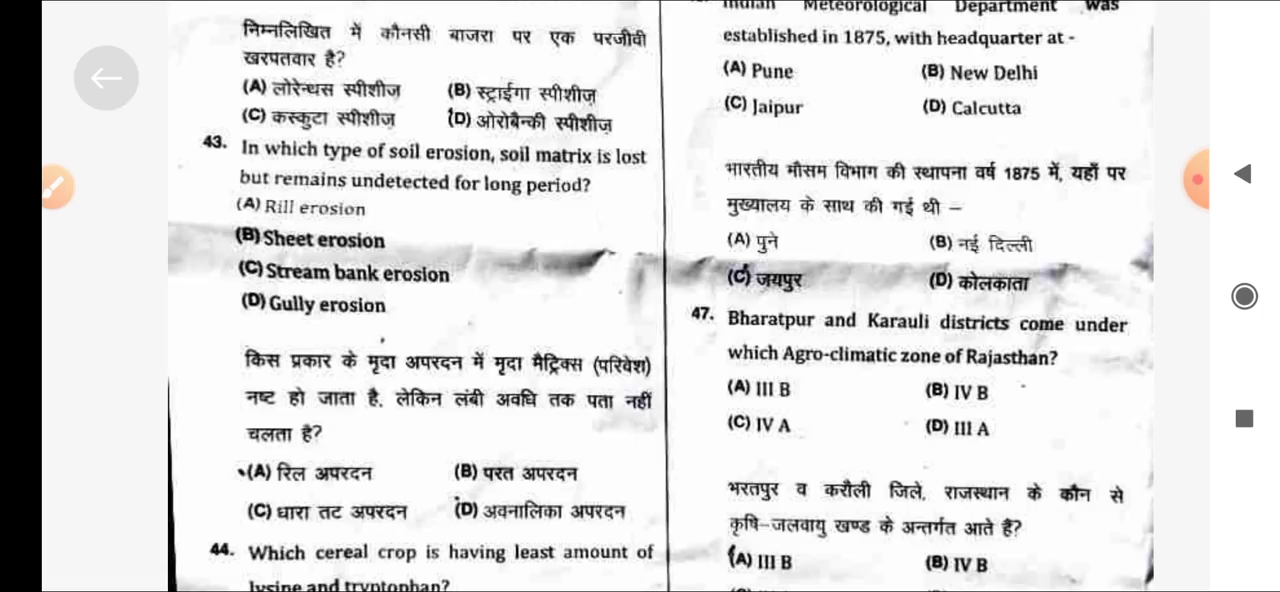 निम्नलिखित में कौनसी बाजरा पर एक परजीवी
खरपतवार है?
(A) लोरेन्थस स्पीशीज़ (B) स्ट्राईगा स्पीशीज़
(C) कस्कुटा स्पीशीज़ (D) ओरोबैन्की स्पीशीज़
43. In which type of soil erosion, soil matrix is lost
but remains undetected for long period?
(A) Rill erosion
(B) Sheet erosion
(C) Stream bank erosion
(D) Gully erosion
किस प्रकार के मृदा अपरदन में मृदा मैट्रिक्स (परिवेश)
नष्ट हो जाता है, लेकिन लंबी अवधि तक पता नहीं
चलता है?
(A) रिल अपरदन (B) परत अपरदन
(C) धारा तट अपरदन (D) अवनालिका अपरदन
44. Which cereal crop is having least amount of
lysine and tryptophan?
Indian Meteorological Department was
established in 1875, with headquarter at -
(A) Pune (B) New Delhi
(C) Jaipur (D) Calcutta
भारतीय मौसम विभाग की स्थापना वर्ष 1875 में, यहाँ पर
मुख्यालय के साथ की गई थी –
(A) पुने (B) नई दिल्ली
(C) जयपुर (D) कोलकाता
47. Bharatpur and Karauli districts come under
which Agro-climatic zone of Rajasthan?
(A) III B (B) IV B
(C) IV A (D) III A
भरतपुर व करौली जिले, राजस्थान के कौन से
कृषि–जलवायु खण्ड के अन्तर्गत आते हैं?
(A) III B (B) IV B